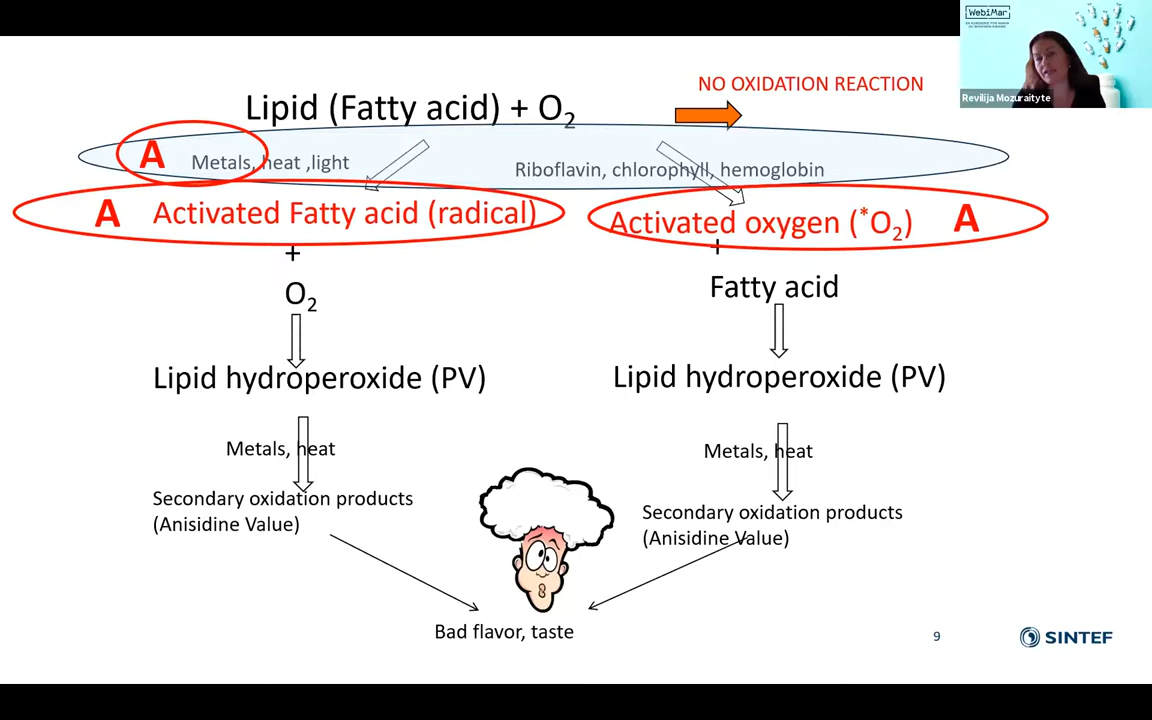 WebiMar
Revilija Mozuraityte
NO OXIDATION REACTION
Lipid (Fatty acid) + O2
A
Metals, heat ,light
Riboflavin, chlorophyll, hemoglobin
A Activated Fatty acid (radical)
Activated oxygen (*O2) A
+
O2
+
Fatty acid
Lipid hydroperoxide (PV)
Lipid hydroperoxide (PV)
Metals, heat
Metals, heat
Secondary oxidation products
(Anisidine Value)
Secondary oxidation products
(Anisidine Value)
Bad flavor, taste
9
SINTEF